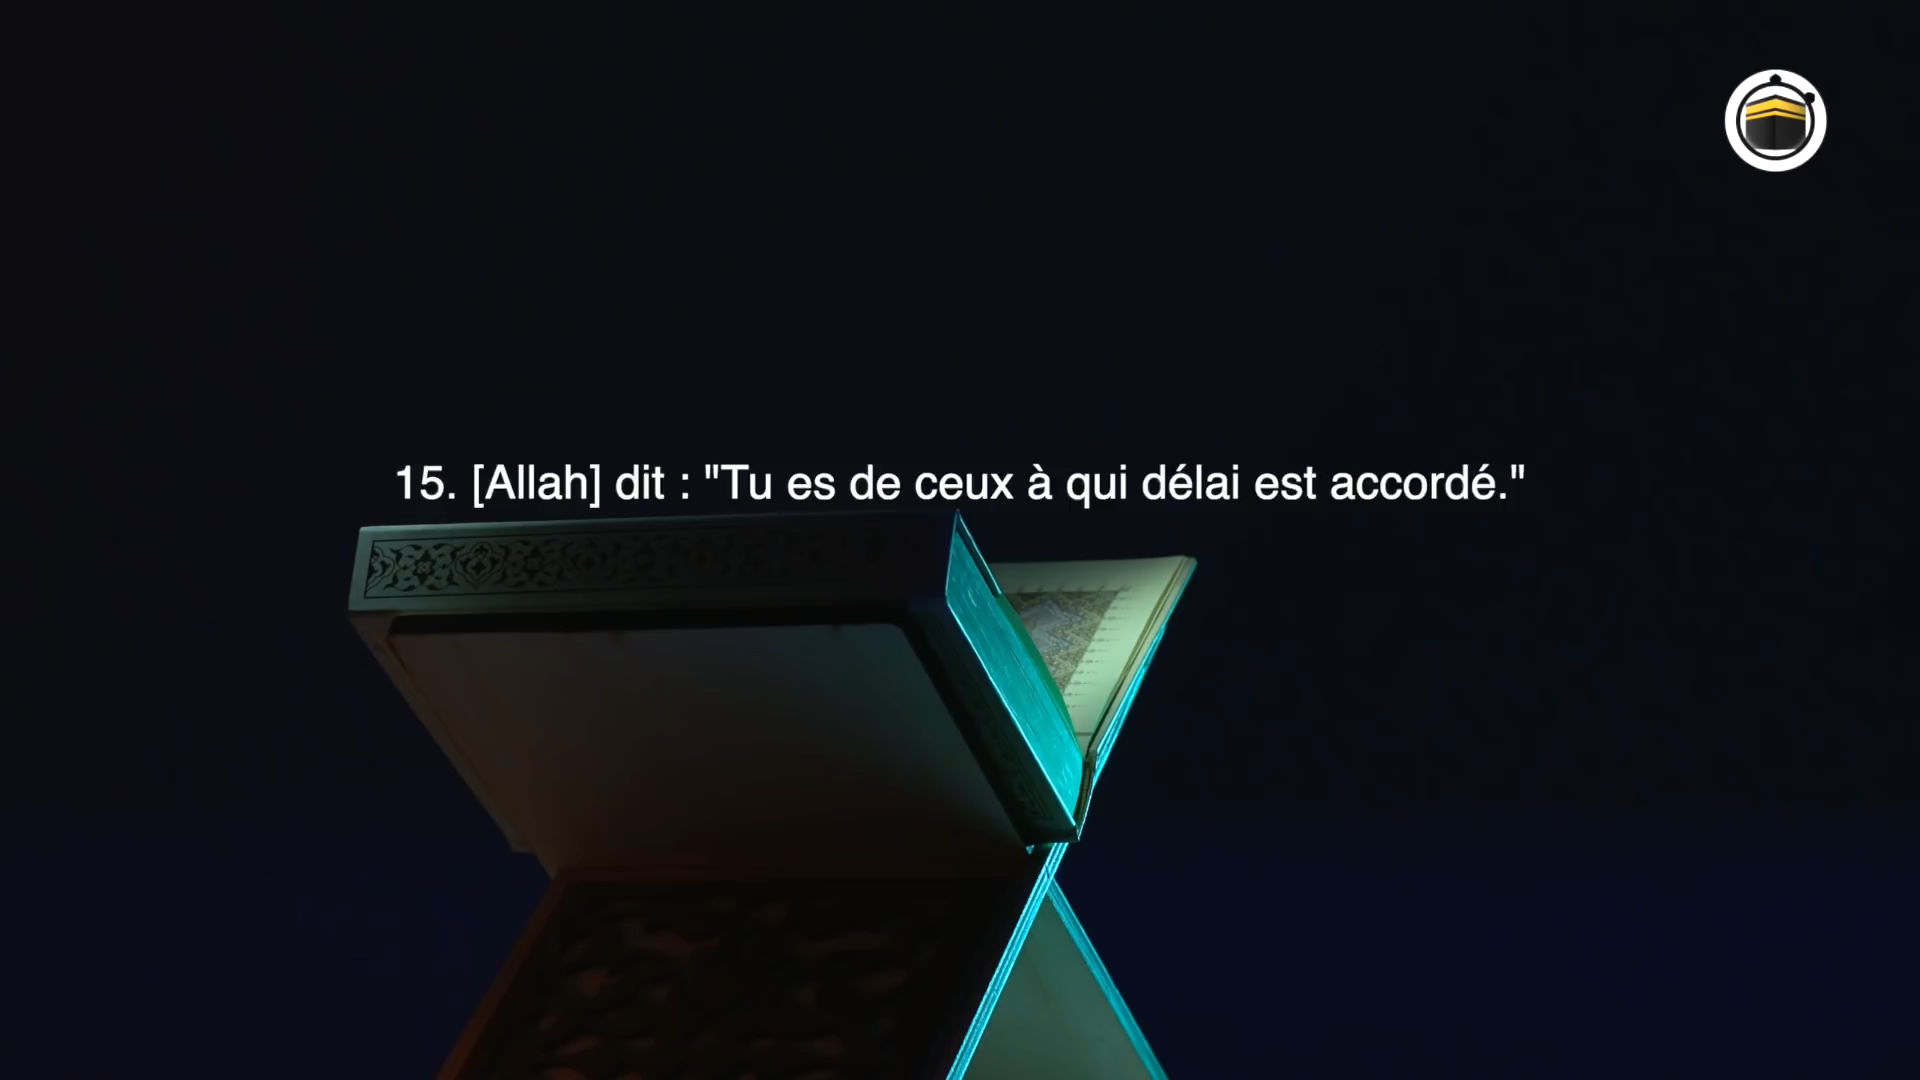 15. [Allah] dit : "Tu es de ceux à qui délai est accordé."